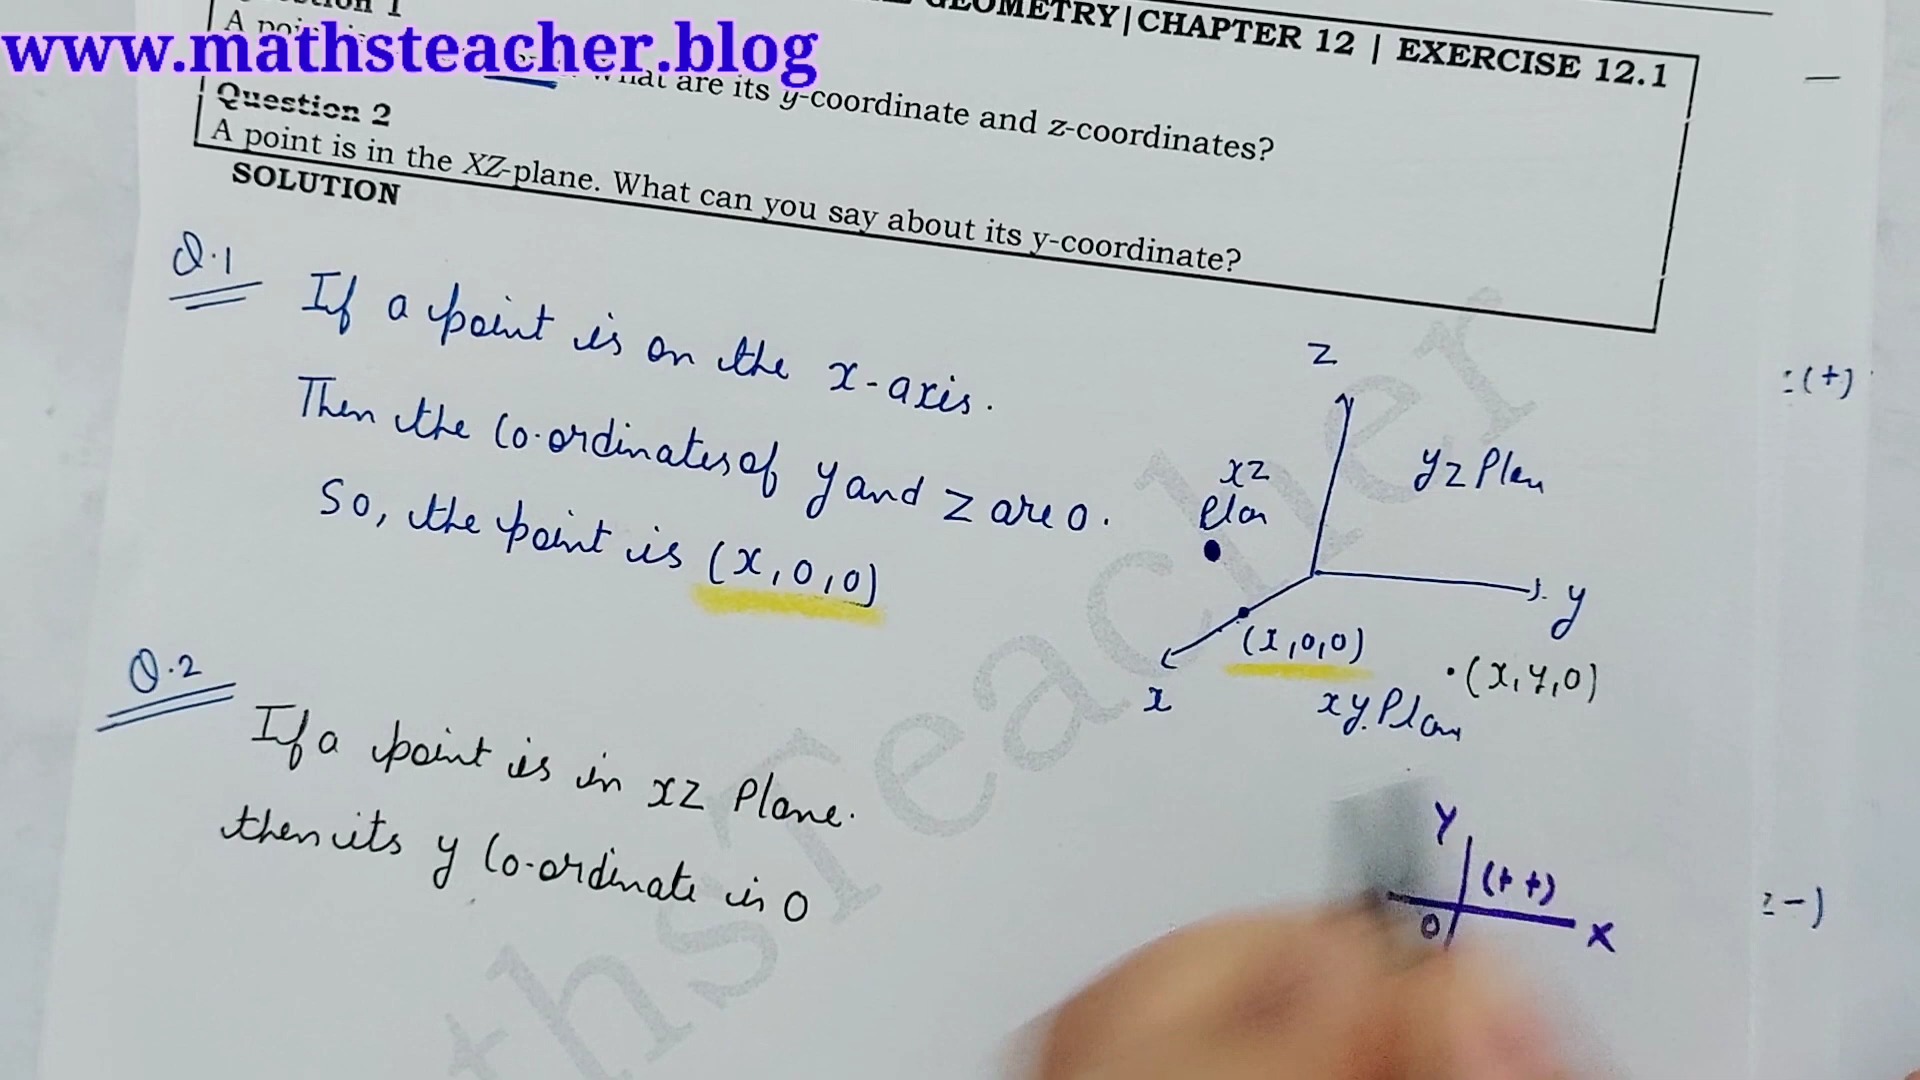 www.mathsteacher.blog
GEOMETRY|CHAPTER 12 | EXERCISE 12.1
What are its y-coordinate and z-coordinates?
Question 2
A point is in the XZ-plane. What can you say about its y-coordinate?
SOLUTION
Q.1
If a point is on the x-axis.
Then the Co-ordinates of y and z are 0.
So, the point is (x,0,0)
Q.2
If a point is in xz Plane.
then its y Co-ordinate is 0
z
xz
Plan
yz Plan
y
(x,0,0)
.(x,y,0)
x
xy Plan
Y
(+ +)
0
X
:(+)
z-)